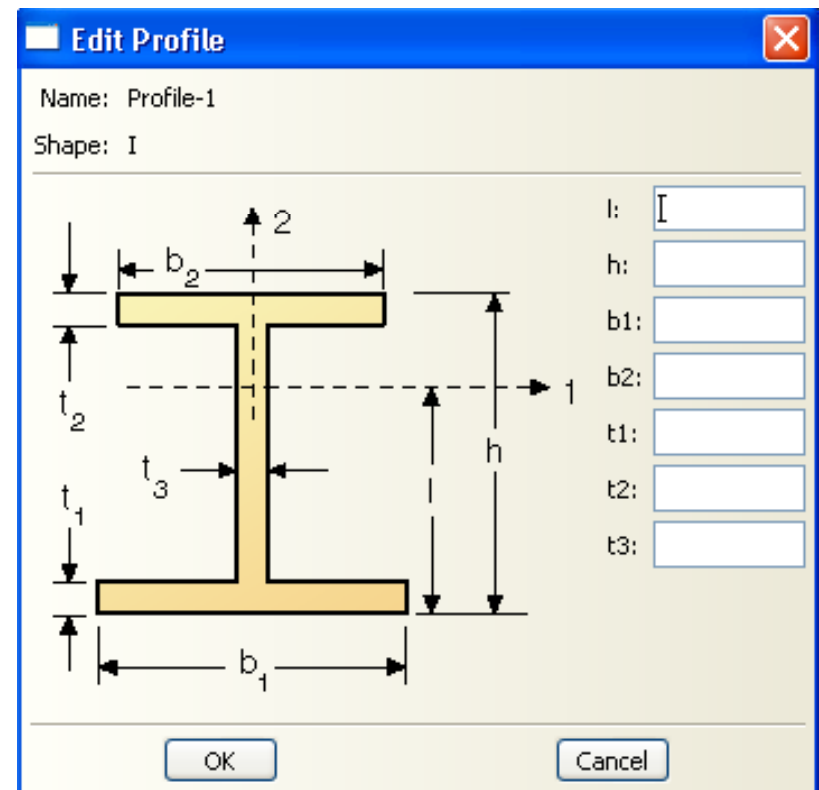 Edit Profile
Name: Profile-1
Shape: I
l:
h:
b1:
b2:
t1:
t2:
t3:
2
b2
1
t2
h
t3
l
t1
b1
OK
Cancel